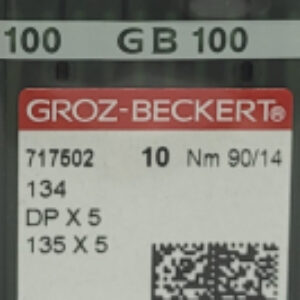 100 GB 100
GROZ-BECKERT®
717502 10 Nm 90/14
134
DP X 5
135 X 5